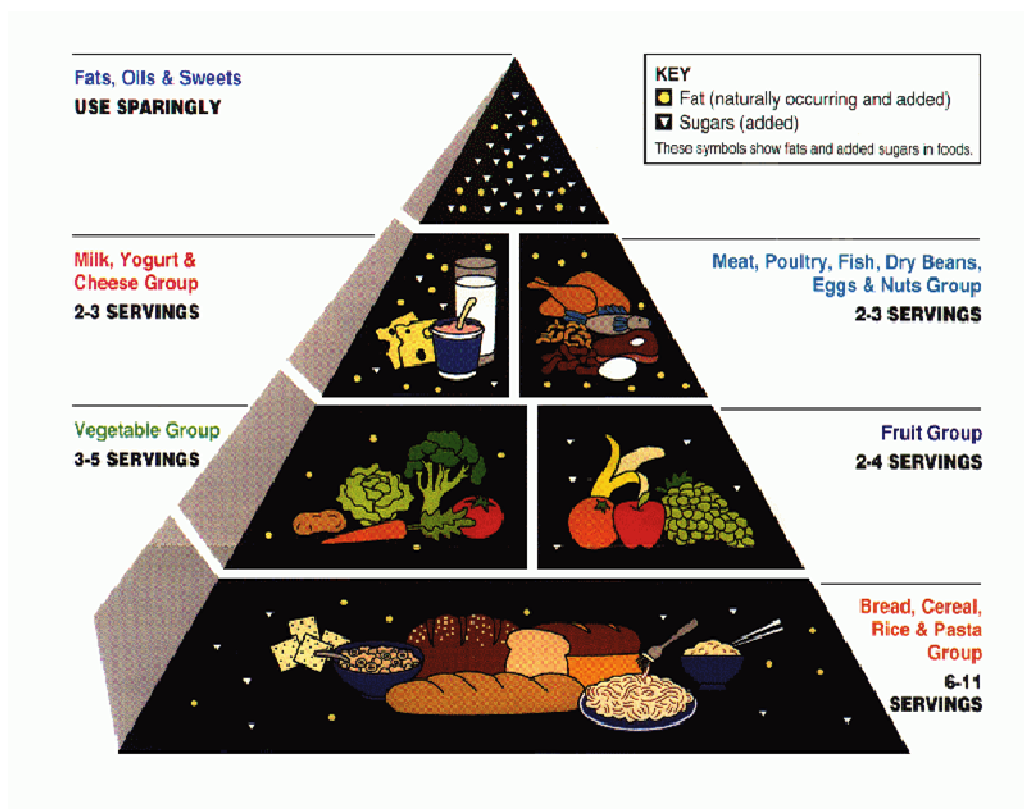 Fats, Oils & Sweets
USE SPARINGLY
KEY
Fat (naturally occurring and added)
Sugars (added)
These symbols show fats and added sugars in foods.
Milk, Yogurt &
Cheese Group
2-3 SERVINGS
Meat, Poultry, Fish, Dry Beans,
Eggs & Nuts Group
2-3 SERVINGS
Vegetable Group
3-5 SERVINGS
Fruit Group
2-4 SERVINGS
Bread, Cereal,
Rice & Pasta
Group
6-11
SERVINGS